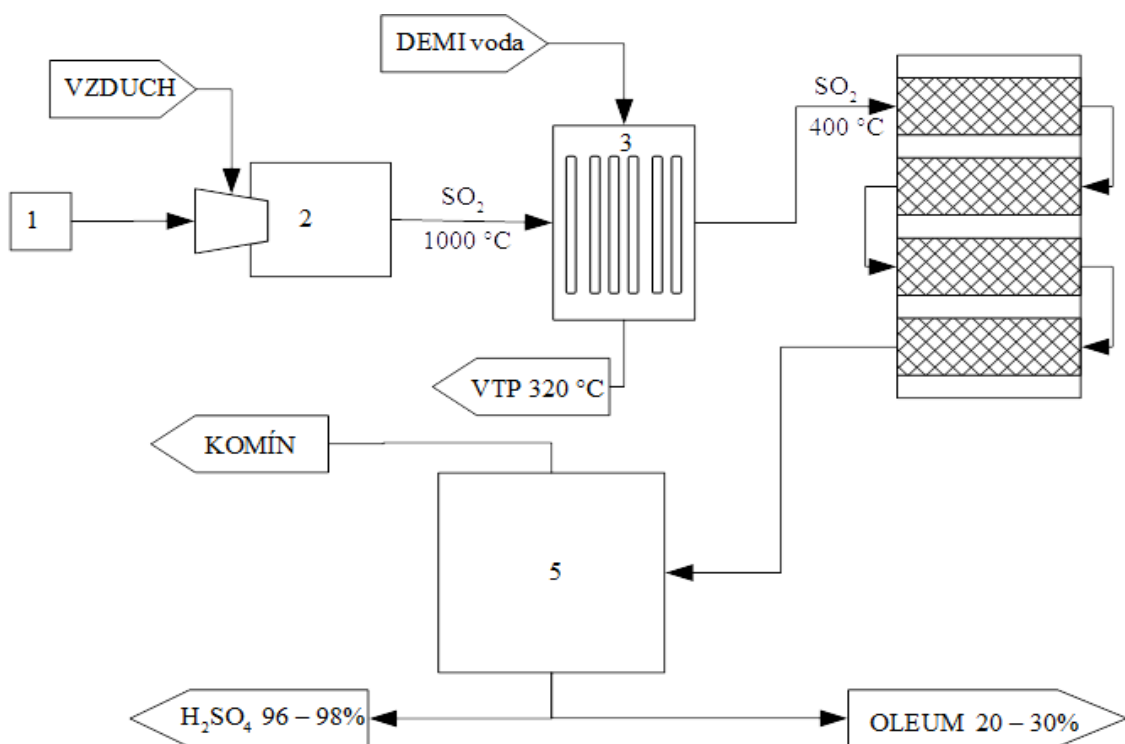 DEMI voda
VZDUCH
SO₂
400 °C
3
1
2
SO₂
1000 °C
VTP 320 °C
KOMÍN
5
H₂SO₄ 96 – 98%
OLEUM 20 – 30%